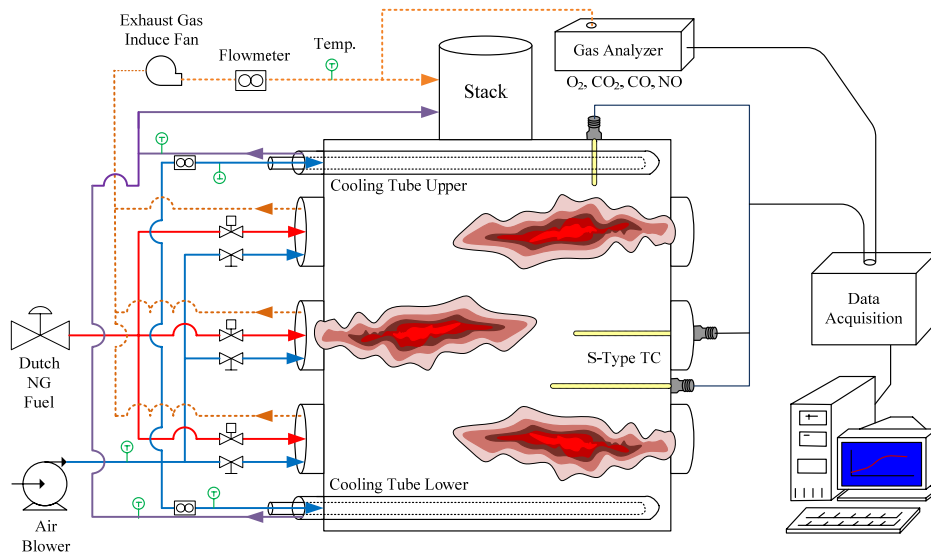 Exhaust Gas
Induce Fan
Flowmeter
Temp.
T
Gas Analyzer
O₂, CO₂, CO, NO
Stack
T
T
Cooling Tube Upper
Dutch
NG
Fuel
S-Type TC
Data
Acquisition
T
T
T
Cooling Tube Lower
Air
Blower